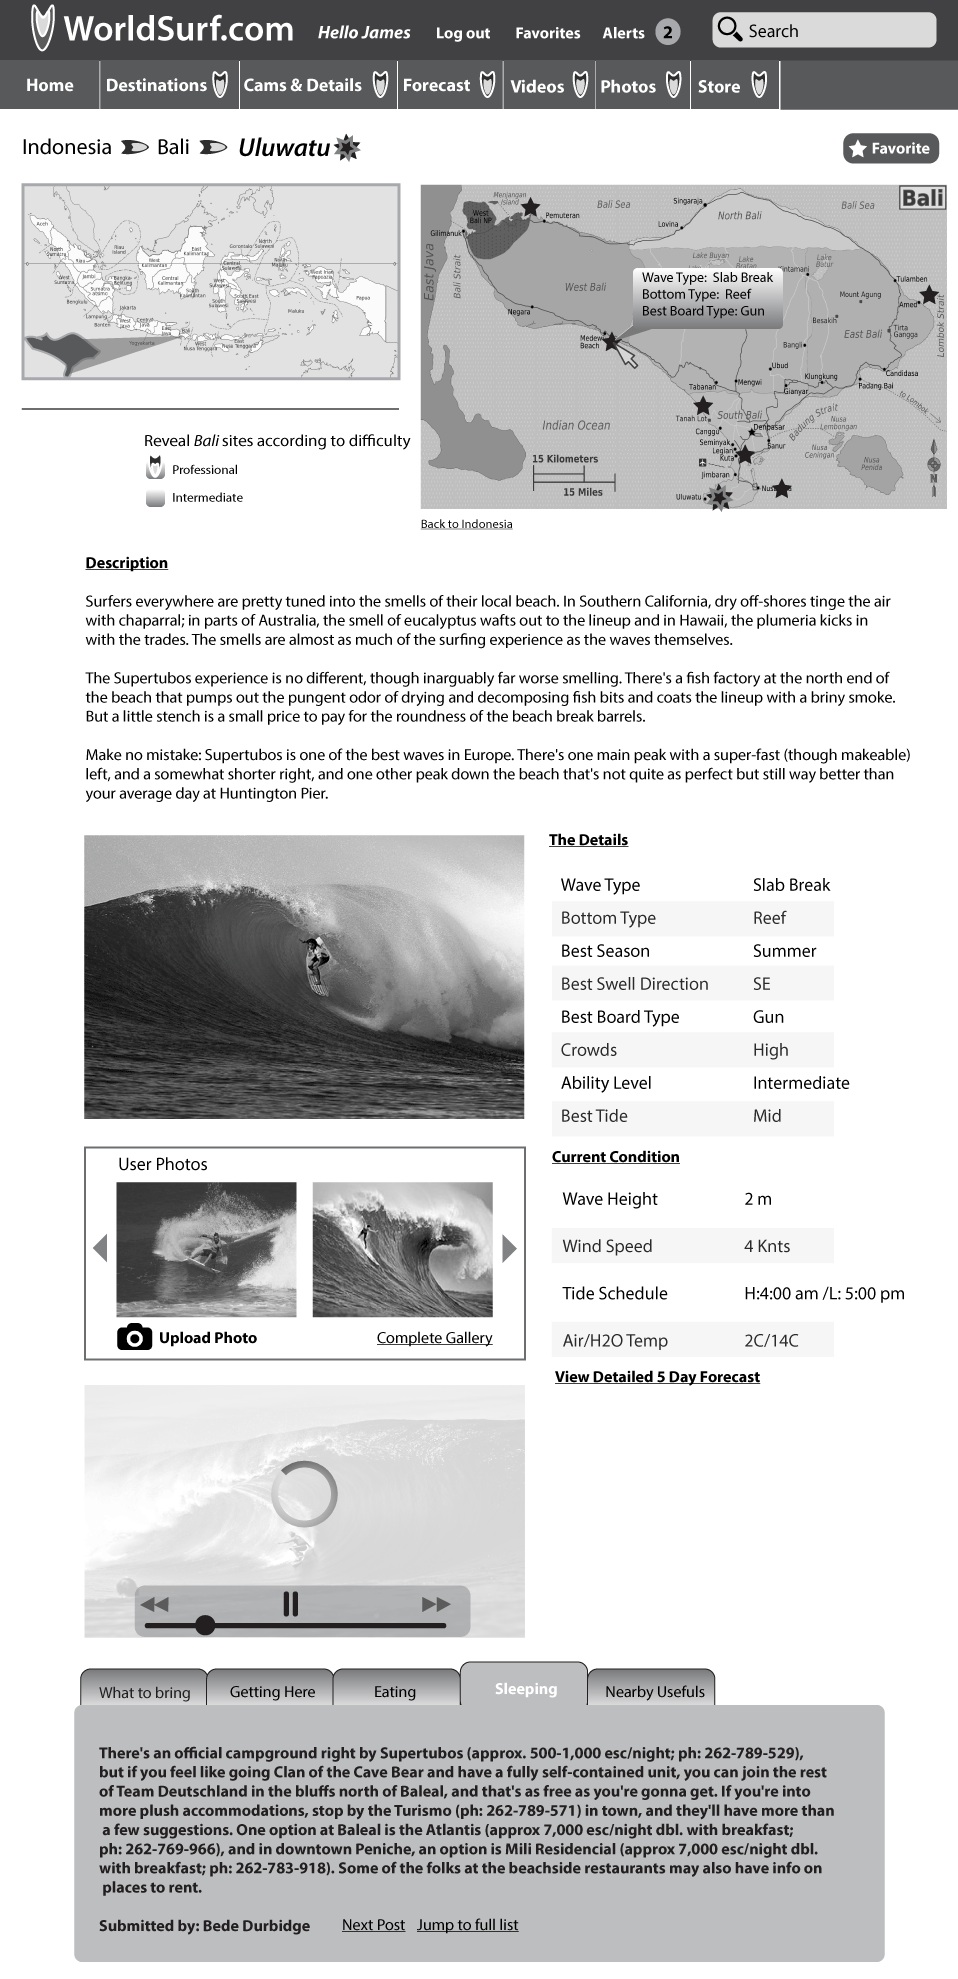 WorldSurf.com
Hello James
Log out
Favorites
Alerts
2
Search
Home
Destinations
Cams & Details
Forecast
Videos
Photos
Store
Indonesia
Bali
Uluwatu
Favorite
Aceh
North Sumatra
Riau
Riau Island
West Sumatra
Jambi
Bangka-Belitung
Bengkulu
Lampung
Banten
Jakarta
Central Java
Bali
Yogyakarta
West Nusa Tenggara
East Nusa Tenggara
West Kalimantan
Central Kalimantan
East Kalimantan
South Kalimantan
Gorontalo
North Sulawesi
Central Sulawesi
South East Sulawesi
North Maluku
Maluku
Papua
Reveal Bali sites according to difficulty
Professional
Intermediate
Bali
Menjangan Island
West Bali NP
Gilimanuk
Pemuteran
Bali Sea
Singaraja
Lovina
North Bali
Bali Sea
East Java
Bali Strait
West Bali
Negara
Lake Buyan
Lake
Lake Batur
Tulamben
Amed
Mount Agung
Besakih
East Bali
Tirta Gangga
Lombok Strait
Wave Type: Slab Break
Bottom Type: Reef
Best Board Type: Gun
Medewi Beach
Bangli
Ubud
Tabanan
Mengwi
Klungkung
Gianyar
Candidasa
Padang Bai
to Lombok
Tanah Lot
South Bali
Canggu
Denpasar
Seminyak
Legian
Kuta
Sanur
Badung Strait
Nusa Lembongan
Nusa Ceningan
Nusa Penida
Jimbaran
Uluwatu
Indian Ocean
15 Kilometers
15 Miles
N
Back to Indonesia
Description
Surfers everywhere are pretty tuned into the smells of their local beach. In Southern California, dry off-shores tinge the air
with chaparral; in parts of Australia, the smell of eucalyptus wafts out to the lineup and in Hawaii, the plumeria kicks in
with the trades. The smells are almost as much of the surfing experience as the waves themselves.
The Supertubos experience is no different, though inarguably far worse smelling. There's a fish factory at the north end of
the beach that pumps out the pungent odor of drying and decomposing fish bits and coats the lineup with a briny smoke.
But a little stench is a small price to pay for the roundness of the beach break barrels.
Make no mistake: Supertubos is one of the best waves in Europe. There's one main peak with a super-fast (though makeable)
left, and a somewhat shorter right, and one other peak down the beach that's not quite as perfect but still way better than
your average day at Huntington Pier.
The Details
Wave Type Slab Break
Bottom Type Reef
Best Season Summer
Best Swell Direction SE
Best Board Type Gun
Crowds High
Ability Level Intermediate
Best Tide Mid
Current Condition
Wave Height 2 m
Wind Speed 4 Knts
Tide Schedule H:4:00 am /L: 5:00 pm
Air/H2O Temp 2C/14C
View Detailed 5 Day Forecast
User Photos
Upload Photo
Complete Gallery
What to bring
Getting Here
Eating
Sleeping
Nearby Usefuls
There's an official campground right by Supertubos (approx. 500-1,000 esc/night; ph: 262-789-529),
but if you feel like going Clan of the Cave Bear and have a fully self-contained unit, you can join the rest
of Team Deutschland in the bluffs north of Baleal, and that's as free as you're gonna get. If you're into
more plush accommodations, stop by the Turismo (ph: 262-789-571) in town, and they'll have more than
a few suggestions. One option at Baleal is the Atlantis (approx 7,000 esc/night dbl. with breakfast;
ph: 262-769-966), and in downtown Peniche, an option is Mili Residencial (approx 7,000 esc/night dbl.
with breakfast; ph: 262-783-918). Some of the folks at the beachside restaurants may also have info on
places to rent.
Submitted by: Bede Durbidge
Next Post
Jump to full list